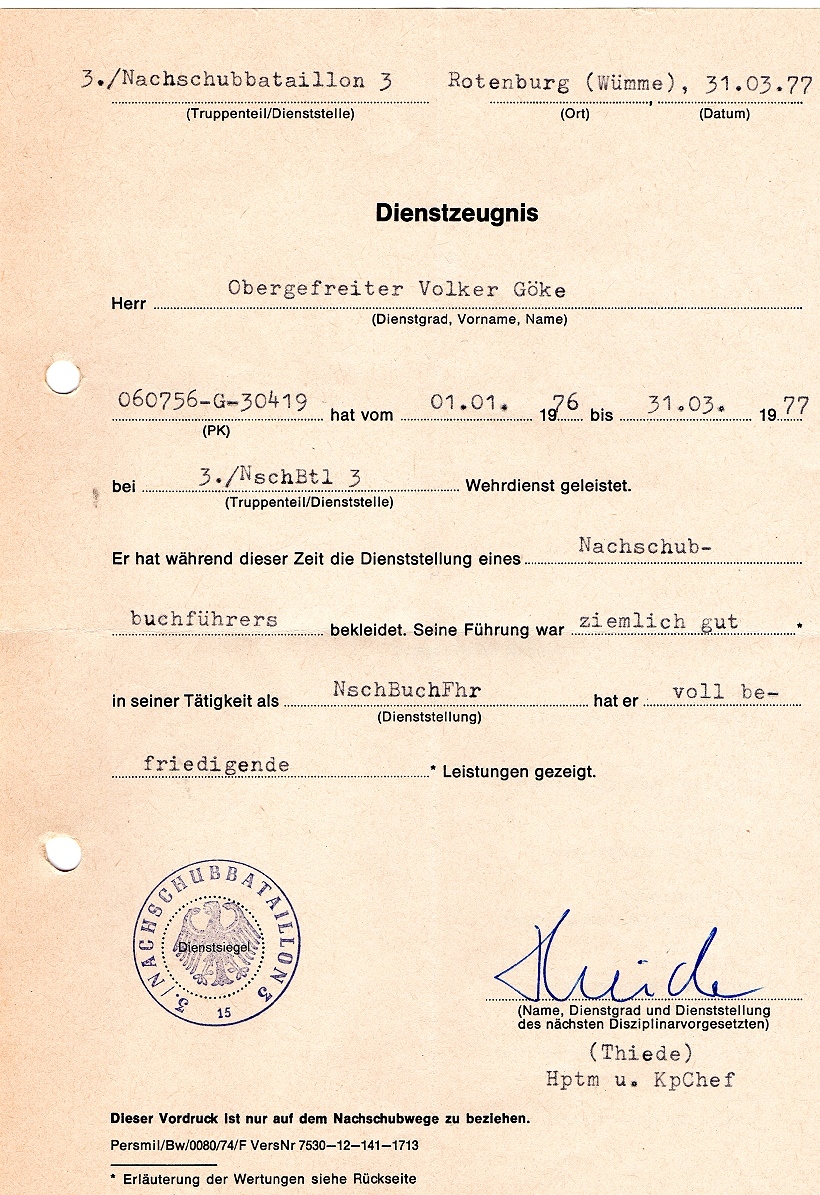 3./Nachschubbataillon 3 Rotenburg (Wümme), 31.03.77
(Truppenteil/Dienststelle) (Ort) (Datum)
Dienstzeugnis
Herr Obergefreiter Volker Göke
(Dienstgrad, Vorname, Name)
060756-G-30419 hat vom 01.01. 1976 bis 31.03. 1977
(PK)
bei 3./NschBtl 3 Wehrdienst geleistet.
(Truppenteil/Dienststelle)
Er hat während dieser Zeit die Dienststellung eines Nachschub-
buchführers bekleidet. Seine Führung war ziemlich gut *
in seiner Tätigkeit als NschBuchFhr hat er voll be-
(Dienststellung)
friedigende * Leistungen gezeigt.
3./NACHSCHUBBATAILLON 3
Dienstsiegel
15
Thiede
(Name, Dienstgrad und Dienststellung
des nächsten Disziplinarvorgesetzten)
(Thiede)
Hptm u. KpChef
Dieser Vordruck ist nur auf dem Nachschubwege zu beziehen.
Persmil/Bw/0080/74/F VersNr 7530–12–141–1713
* Erläuterung der Wertungen siehe Rückseite